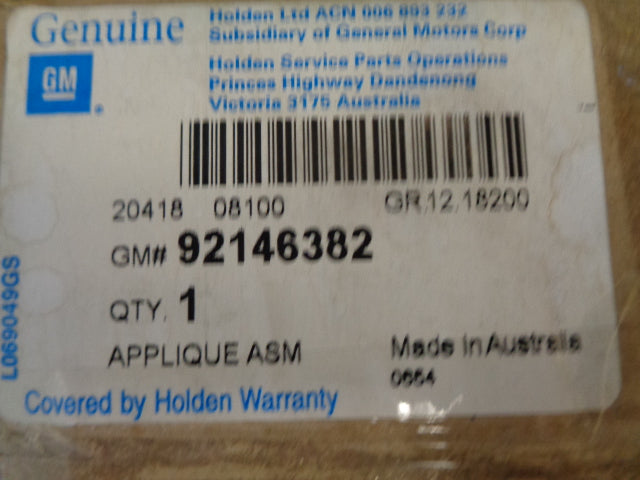 Genuine
GM
Holden Ltd ACN 006 893 232
Subsidiary of General Motors Corp
Holden Service Parts Operations
Princes Highway Dandenong
Victoria 3175 Australia
20418 08100 GR.12.18200
GM# 92146382
QTY. 1
APPLIQUE ASM
Made In Australia
0664
Covered by Holden Warranty
L069049GS